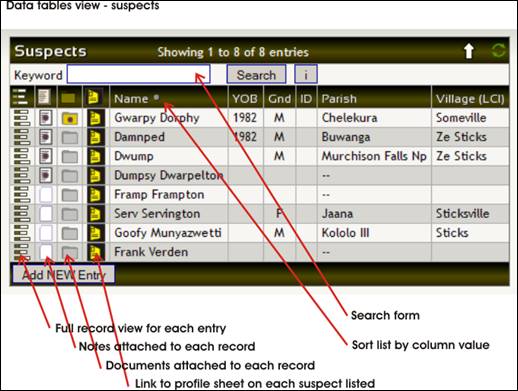 Data tables view - suspects
Suspects Showing 1 to 8 of 8 entries
Keyword Search i
Name * YOB Gnd ID Parish Village (LCI)
Gwarpy Dorphy 1982 M Chelekura Someville
Damnped 1982 M Buwanga Ze Sticks
Dwump M Murchison Falls Np Ze Sticks
Dumpsy Dwarpelton --
Framp Frampton
Serv Servington F Jaana Sticksville
Goofy Munyazwetti M Kololo III Sticks
Frank Verden --
Add NEW Entry
Search form
Full record view for each entry
Sort list by column value
Notes attached to each record
Documents attached to each record
Link to profile sheet on each suspect listed